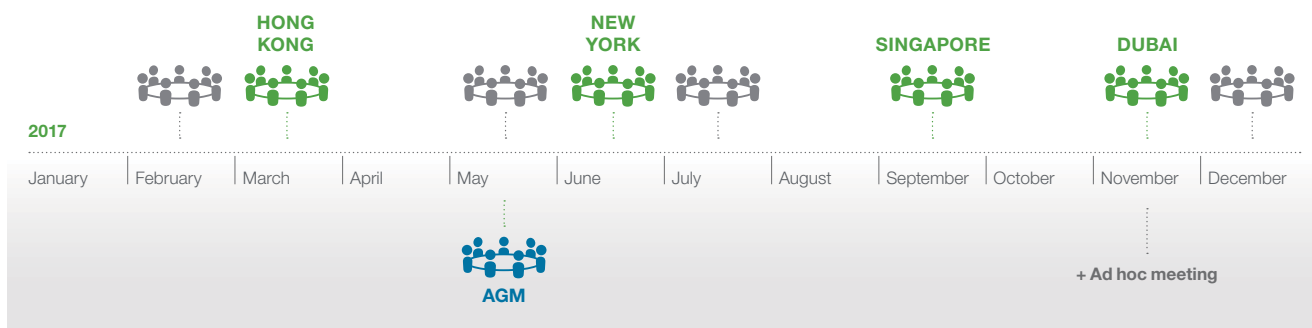 HONG
KONG
NEW
YORK
SINGAPORE
DUBAI
2017
January
February
March
April
May
June
July
August
September
October
November
December
AGM
+ Ad hoc meeting